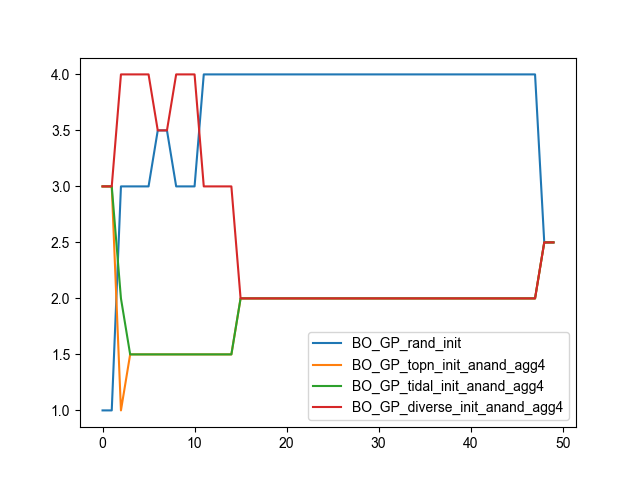 4.0
3.5
3.0
2.5
2.0
1.5
1.0
BO_GP_rand_init
BO_GP_topn_init_anand_agg4
BO_GP_tidal_init_anand_agg4
BO_GP_diverse_init_anand_agg4
0 10 20 30 40 50